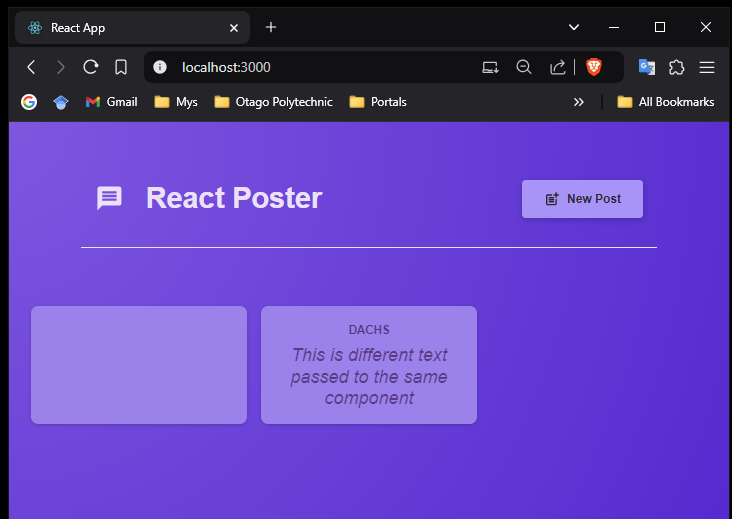 React App
localhost:3000
Gmail
Mys
Otago Polytechnic
Portals
All Bookmarks
React Poster
New Post
DACHS
This is different text
passed to the same
component